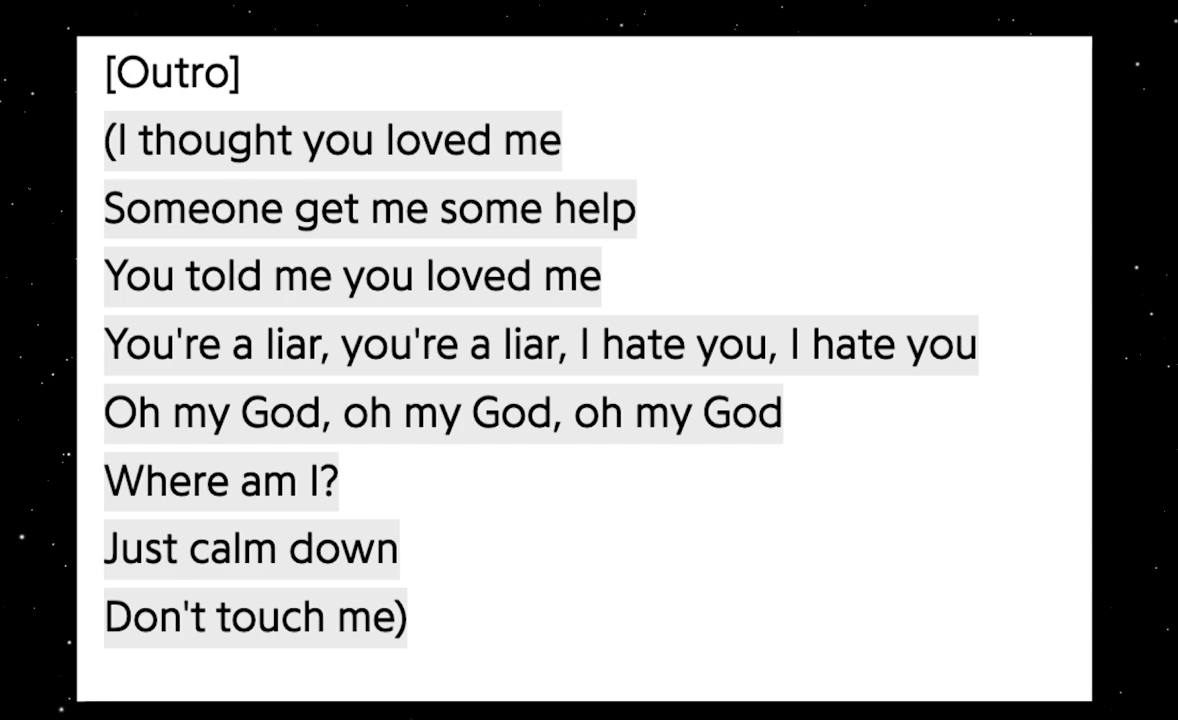 [Outro]
(I thought you loved me
Someone get me some help
You told me you loved me
You're a liar, you're a liar, I hate you, I hate you
Oh my God, oh my God, oh my God
Where am I?
Just calm down
Don't touch me)